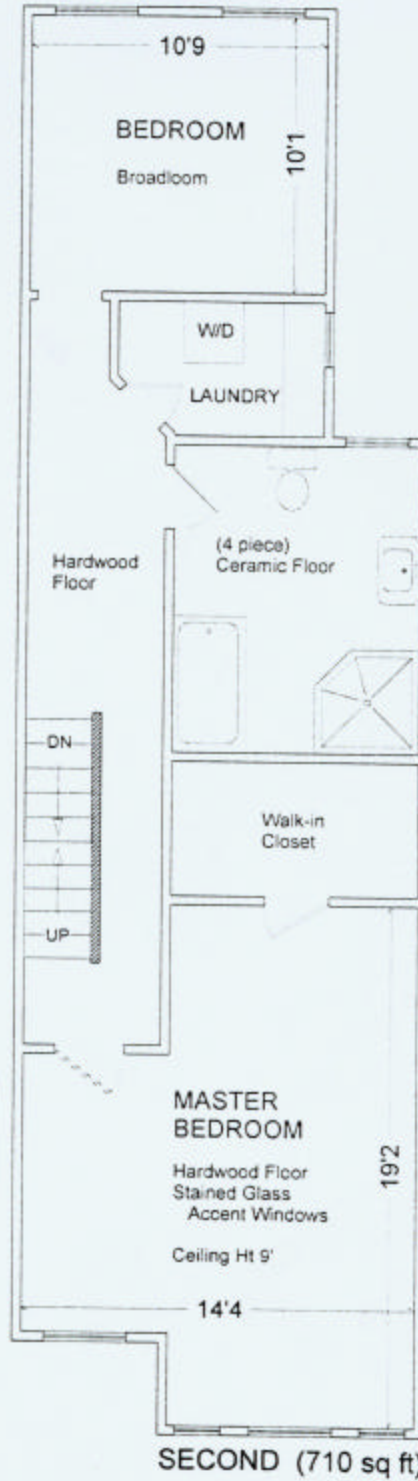 10'9
BEDROOM
10'1
Broadloom
W/D
LAUNDRY
(4 piece)
Ceramic Floor
Hardwood
Floor
DN
Walk-in
Closet
UP
MASTER
BEDROOM
19'2
Hardwood Floor
Stained Glass
Accent Windows
Ceiling Ht 9'
14'4
SECOND (710 sq ft)